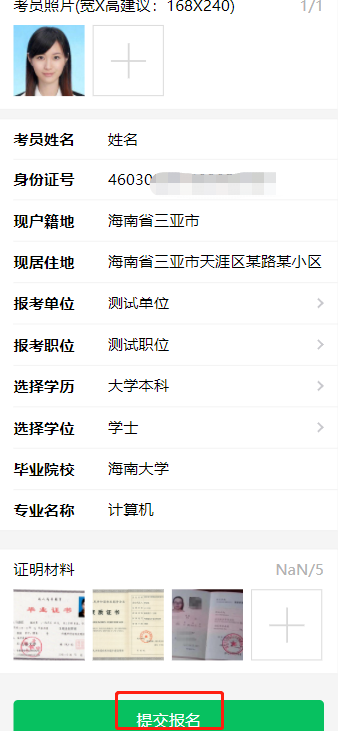 考员照片(宽X高建议：168X240) 1/1
考员姓名 姓名
身份证号 46030
现户籍地 海南省三亚市
现居住地 海南省三亚市天涯区某路某小区
报考单位 测试单位
报考职位 测试职位
选择学历 大学本科
选择学位 学士
毕业院校 海南大学
专业名称 计算机
证明材料 NaN/5
毕业证书
提交报名